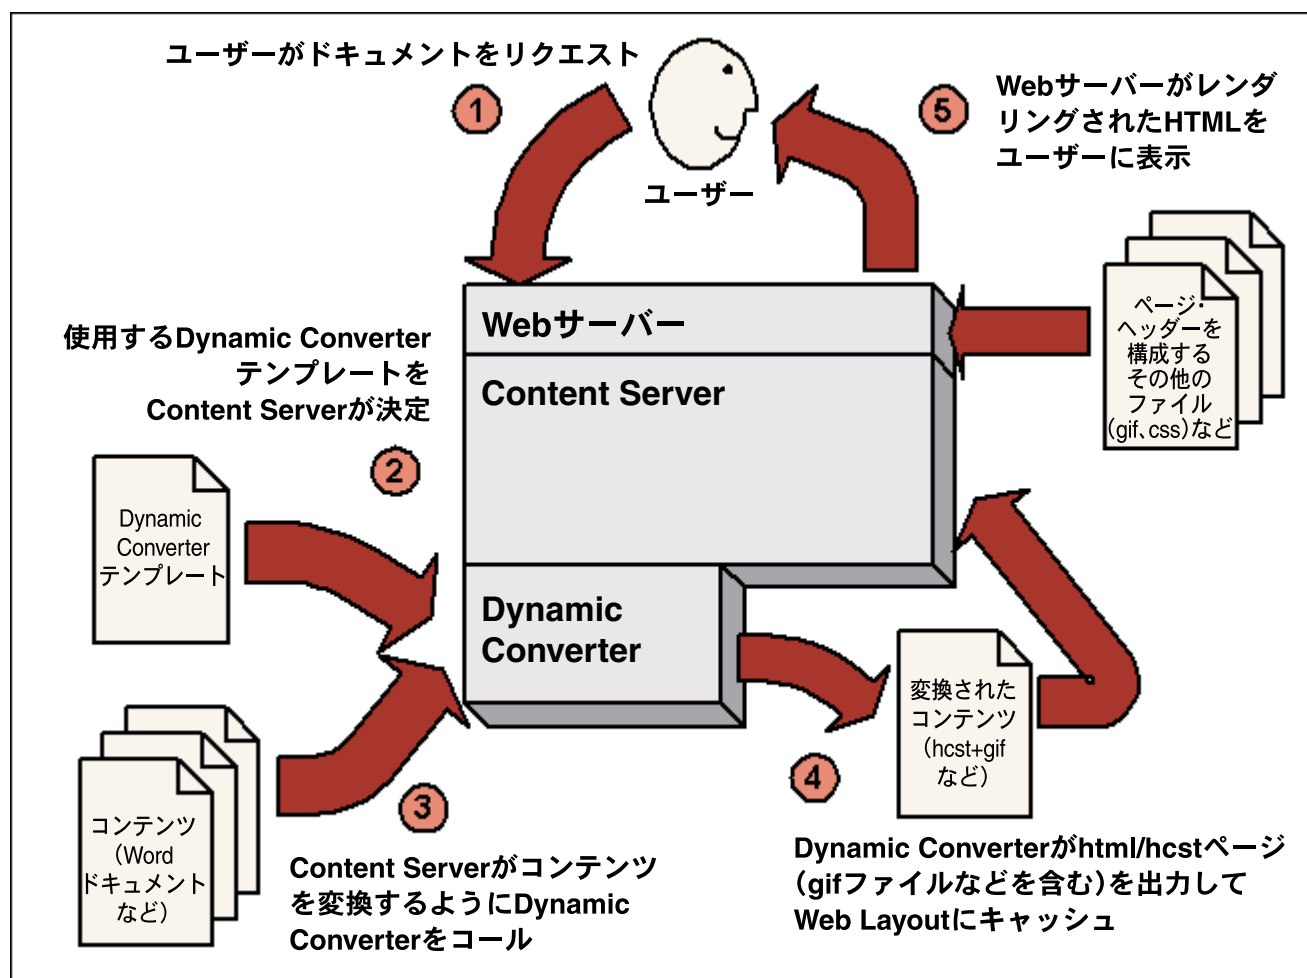 ユーザーがドキュメントをリクエスト
1
ユーザー
5
Webサーバーがレンダ
リングされたHTMLを
ユーザーに表示
Webサーバー
ページ・
ヘッダーを
構成する
その他の
ファイル
(gif、css)など
使用するDynamic Converter
テンプレートを
Content Serverが決定
2
Content Server
Dynamic
Converter
テンプレート
Dynamic
Converter
コンテンツ
(Word
ドキュメント
など)
3
Content Serverがコンテンツ
を変換するようにDynamic
Converterをコール
変換された
コンテンツ
(hcst+gif
など)
4
Dynamic Converterがhtml/hcstページ
(gifファイルなどを含む)を出力して
Web Layoutにキャッシュ